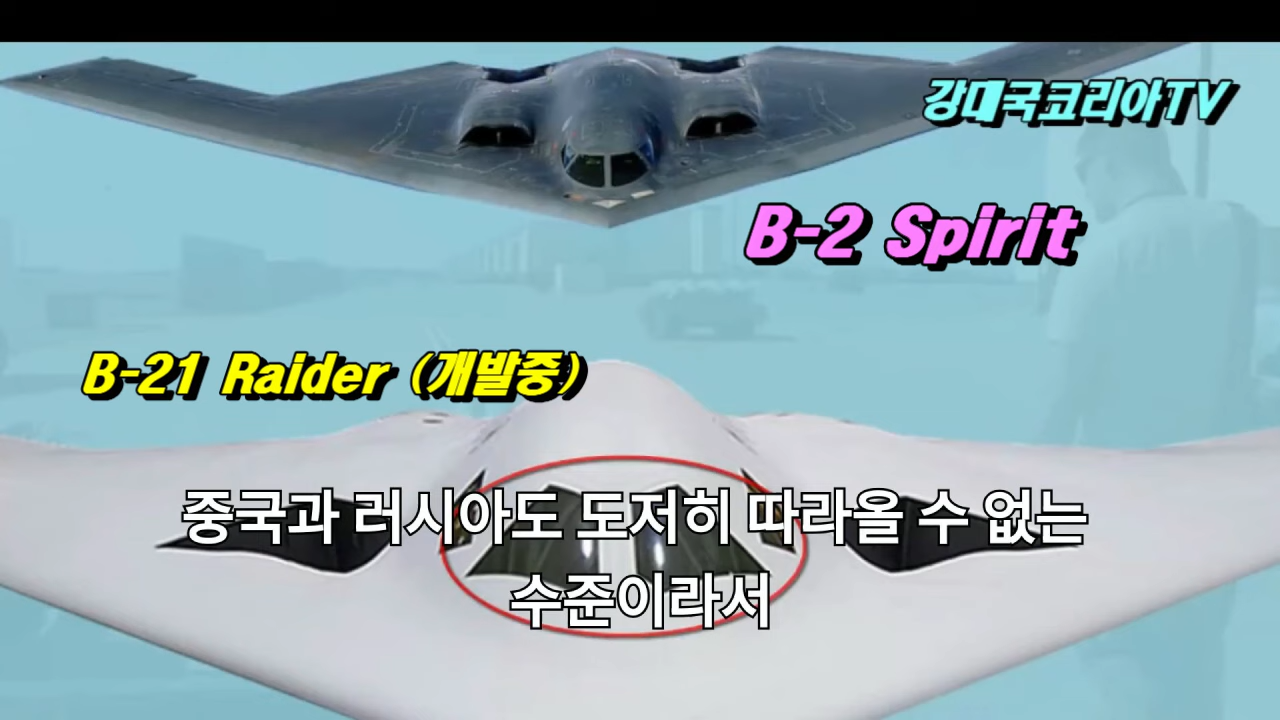 강대국코리아TV
B-2 Spirit
B-21 Raider (개발중)
중국과 러시아도 도저히 따라올 수 없는
수준이라서